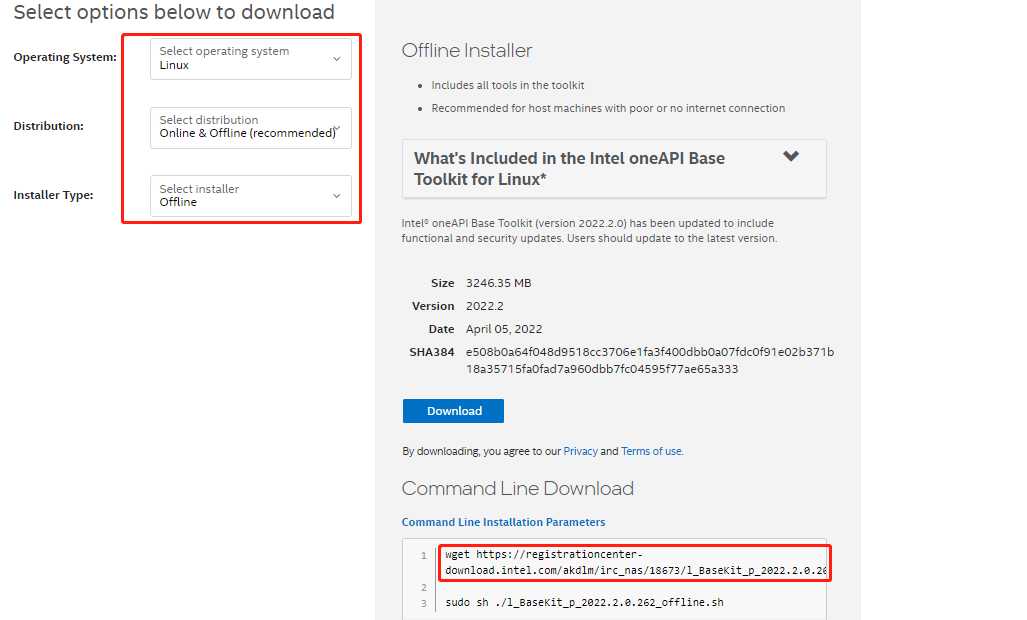 Select options below to download
Operating System:
Select operating system
Linux
Distribution:
Select distribution
Online & Offline (recommended)
Installer Type:
Select installer
Offline
Offline Installer
Includes all tools in the toolkit
Recommended for host machines with poor or no internet connection
What's Included in the Intel oneAPI Base
Toolkit for Linux*
Intel® oneAPI Base Toolkit (version 2022.2.0) has been updated to include
functional and security updates. Users should update to the latest version.
Size 3246.35 MB
Version 2022.2
Date April 05, 2022
SHA384 e508b0a64f048d9518cc3706e1fa3f400dbb0a07fdc0f91e02b371b
18a35715fa0fad7a960dbb7fc04595f77ae65a333
Download
By downloading, you agree to our Privacy and Terms of use.
Command Line Download
Command Line Installation Parameters
1 wget https://registrationcenter-
download.intel.com/akdlm/irc_nas/18673/l_BaseKit_p_2022.2.0.26
2
3 sudo sh ./l_BaseKit_p_2022.2.0.262_offline.sh